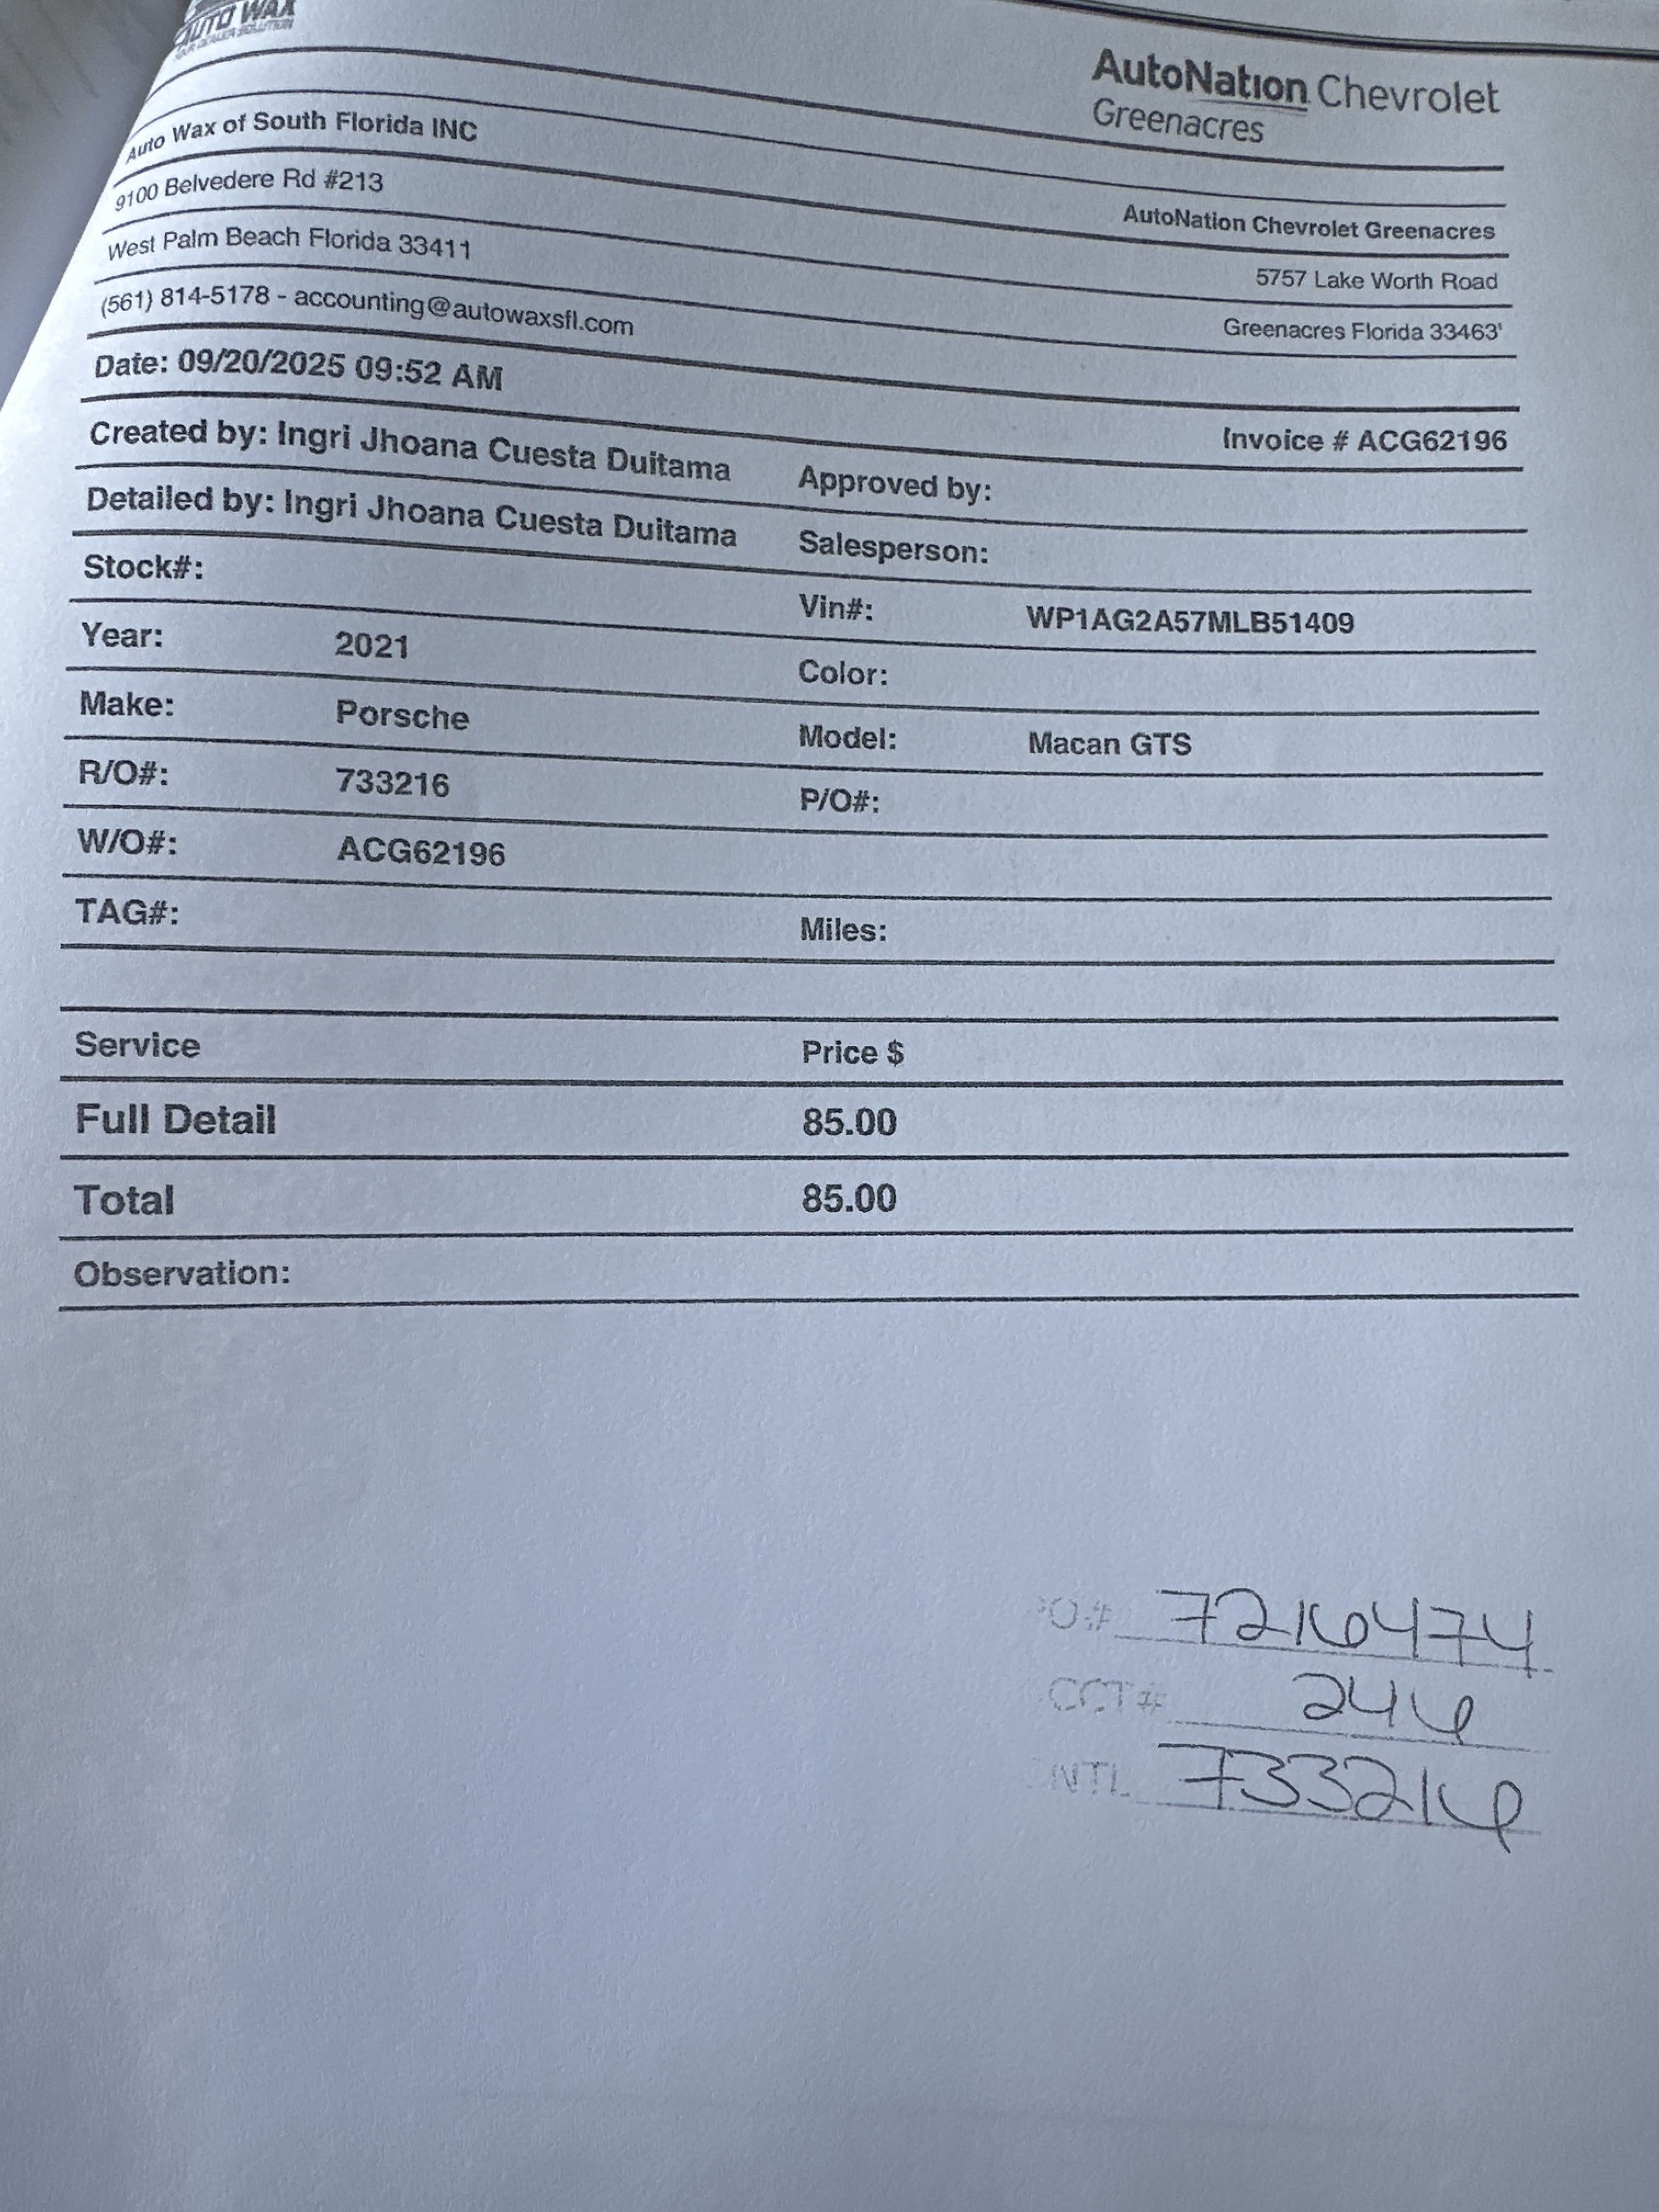 AUTO WAX
YOUR DEALER SOLUTION
AutoNation Chevrolet
Greenacres
Auto Wax of South Florida INC
AutoNation Chevrolet Greenacres
9100 Belvedere Rd #213
5757 Lake Worth Road
West Palm Beach Florida 33411
Greenacres Florida 33463'
(561) 814-5178 - accounting@autowaxsfl.com
Date: 09/20/2025 09:52 AM
Invoice # ACG62196
Created by: Ingri Jhoana Cuesta Duitama Approved by:
Detailed by: Ingri Jhoana Cuesta Duitama Salesperson:
Stock#: Vin#: WP1AG2A57MLB51409
Year: 2021 Color:
Make: Porsche Model: Macan GTS
R/O#: 733216 P/O#:
W/O#: ACG62196
TAG#: Miles:
Service Price $
Full Detail 85.00
Total 85.00
Observation:
O# 7216474
CCT# 246
NTL 733216